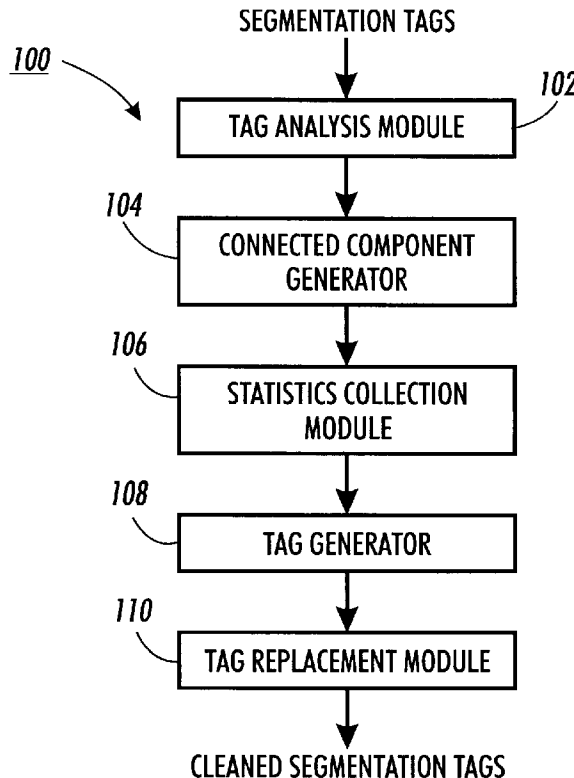 SEGMENTATION TAGS
100
102
TAG ANALYSIS MODULE
104
CONNECTED COMPONENT
GENERATOR
106
STATISTICS COLLECTION
MODULE
108
TAG GENERATOR
110
TAG REPLACEMENT MODULE
CLEANED SEGMENTATION TAGS